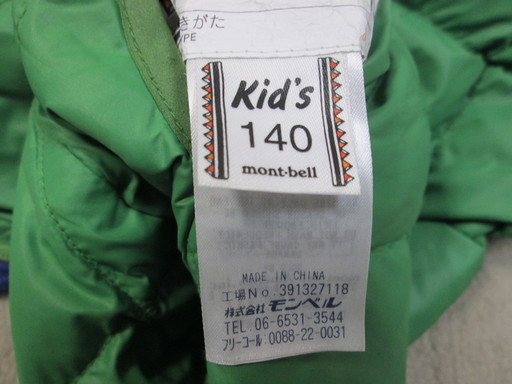 きがた
YPE
Kid's
140
mont-bell
MADE IN CHINA
工場No. 391327118
株式会社モンベル
TEL 06-6531-3544
フリーコール:0088-22-0031